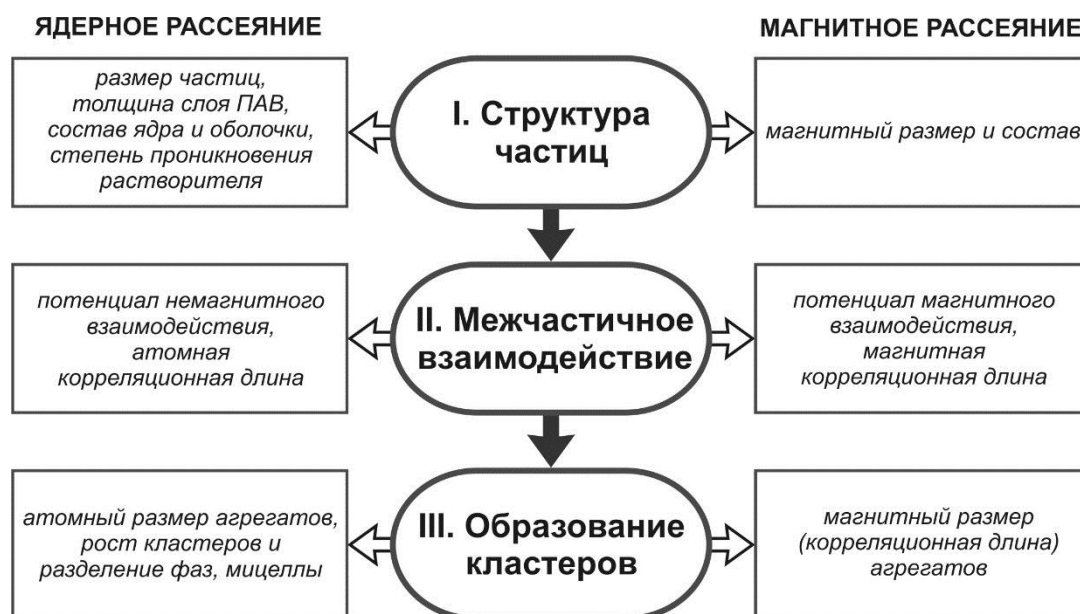 ЯДЕРНОЕ РАССЕЯНИЕ
МАГНИТНОЕ РАССЕЯНИЕ
размер частиц,
толщина слоя ПАВ,
состав ядра и оболочки,
степень проникновения
растворителя
I. Структура
частиц
магнитный размер и состав
потенциал немагнитного
взаимодействия,
атомная
корреляционная длина
II. Межчастичное
взаимодействие
потенциал магнитного
взаимодействия,
магнитная
корреляционная длина
атомный размер агрегатов,
рост кластеров и
разделение фаз, мицеллы
III. Образование
кластеров
магнитный размер
(корреляционная длина)
агрегатов